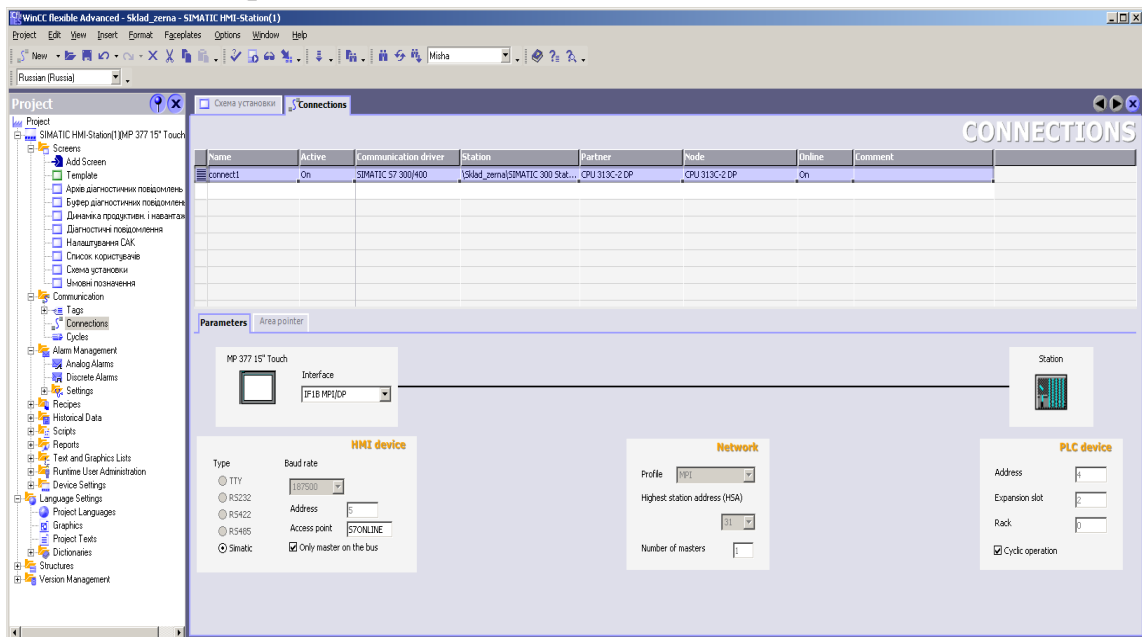 WinCC flexible Advanced - Sklad_zerna - SIMATIC HMI-Station(1)
Project Edit View Insert Format Faceplates Options Window Help
New Misha
Russian (Russia)
Project
Схема установки Connections
CONNECTIONS
Project
SIMATIC HMI-Station(1)(MP 377 15" Touch
Screens
Add Screen
Template
Архів діагностичних повідомлень
Буфер діагностичних повідомлень
Динаміка продуктивн. і навантаж
Діагностичні повідомлення
Налаштування САК
Список користувачів
Схема установки
Умовні позначення
Communication
Tags
Connections
Cycles
Alarm Management
Analog Alarms
Discrete Alarms
Settings
Recipes
Historical Data
Scripts
Reports
Text and Graphics Lists
Runtime User Administration
Device Settings
Language Settings
Project Languages
Graphics
Project Texts
Dictionaries
Structures
Version Management
Name Active Communication driver Station Partner Node Online Comment
connect1 On SIMATIC S7 300/400 \Sklad_zerna\SIMATIC 300 Stat... CPU 313C-2 DP CPU 313C-2 DP On
Parameters Area pointer
MP 377 15" Touch
Interface
IF1B MPI/DP
Station
HMI device
Type Baud rate
TTY
187500
RS232
RS422
Address 5
RS485
Access point S7ONLINE
Simatic Only master on the bus
Network
Profile MPI
Highest station address (HSA)
31
Number of masters 1
PLC device
Address 4
Expansion slot 2
Rack 0
Cyclic operation